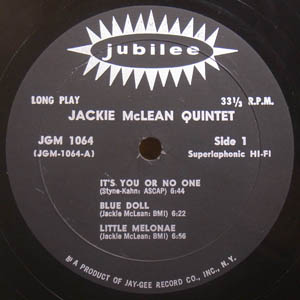 jubilee
LONG PLAY 33⅓ R.P.M.
JACKIE McLEAN QUINTET
JGM 1064 Side 1
(JGM-1064-A) Superlaphonic HI-FI
IT'S YOU OR NO ONE
(Styne-Kahn: ASCAP) 6:44
BLUE DOLL
(Jackie McLean: BMI) 6:22
LITTLE MELONAE
(Jackie McLean: BMI) 6:56
A PRODUCT OF JAY-GEE RECORD CO., INC., N.Y.